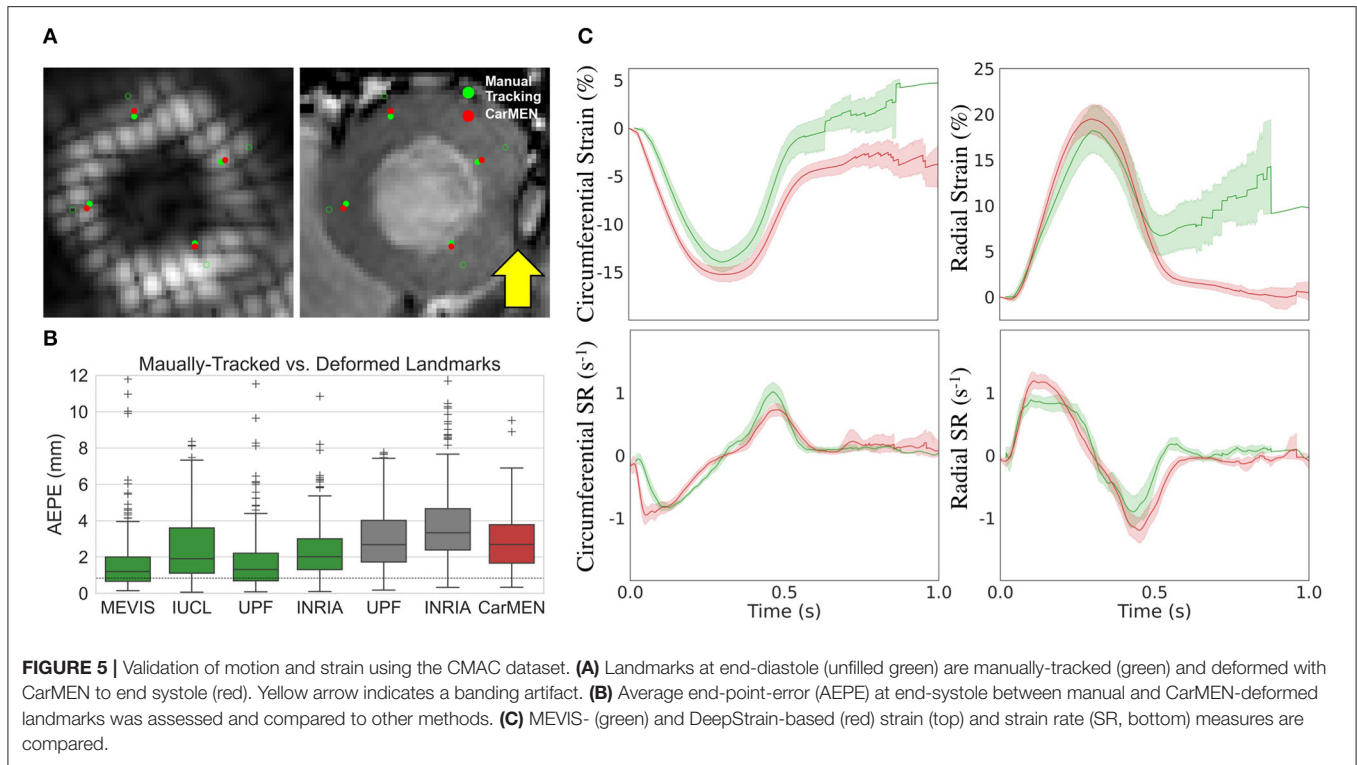 A
Manual
Tracking
CarMEN
B
Maually-Tracked vs. Deformed Landmarks
AEPE (mm)
12
10
8
6
4
2
0
MEVIS IUCL UPF INRIA UPF INRIA CarMEN
C
Circumferential Strain (%)
5
0
-5
-10
-15
Radial Strain (%)
25
20
15
10
5
0
Circumferential SR (s⁻¹)
1
0
-1
0.0 0.5 1.0
Time (s)
Radial SR (s⁻¹)
1
0
-1
0.0 0.5 1.0
Time (s)
FIGURE 5 | Validation of motion and strain using the CMAC dataset. (A) Landmarks at end-diastole (unfilled green) are manually-tracked (green) and deformed with
CarMEN to end systole (red). Yellow arrow indicates a banding artifact. (B) Average end-point-error (AEPE) at end-systole between manual and CarMEN-deformed
landmarks was assessed and compared to other methods. (C) MEVIS- (green) and DeepStrain-based (red) strain (top) and strain rate (SR, bottom) measures are
compared.